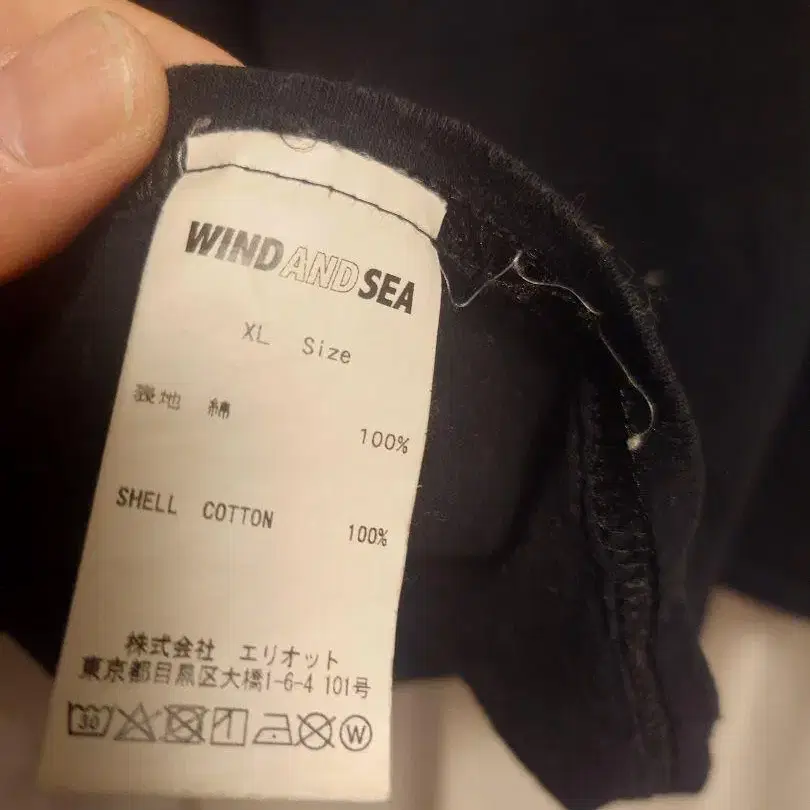 WIND AND SEA
XL Size
表地 綿
100%
SHELL COTTON 100%
株式会社 エリオット
東京都目黒区大橋1-6-4 101号
30 W